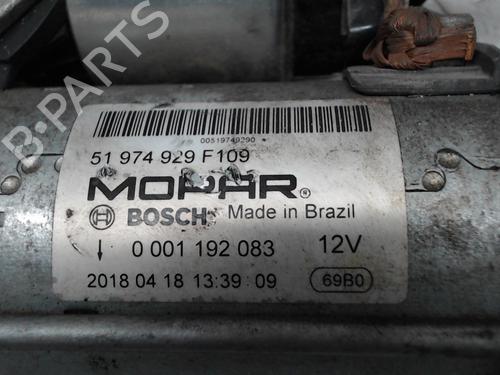 B-PARTS
00519749290
51 974 929 F109
MOPAR®
BOSCH Made in Brazil
↓ 0 001 192 083 12V
2018 04 18 13:39 09 69B0